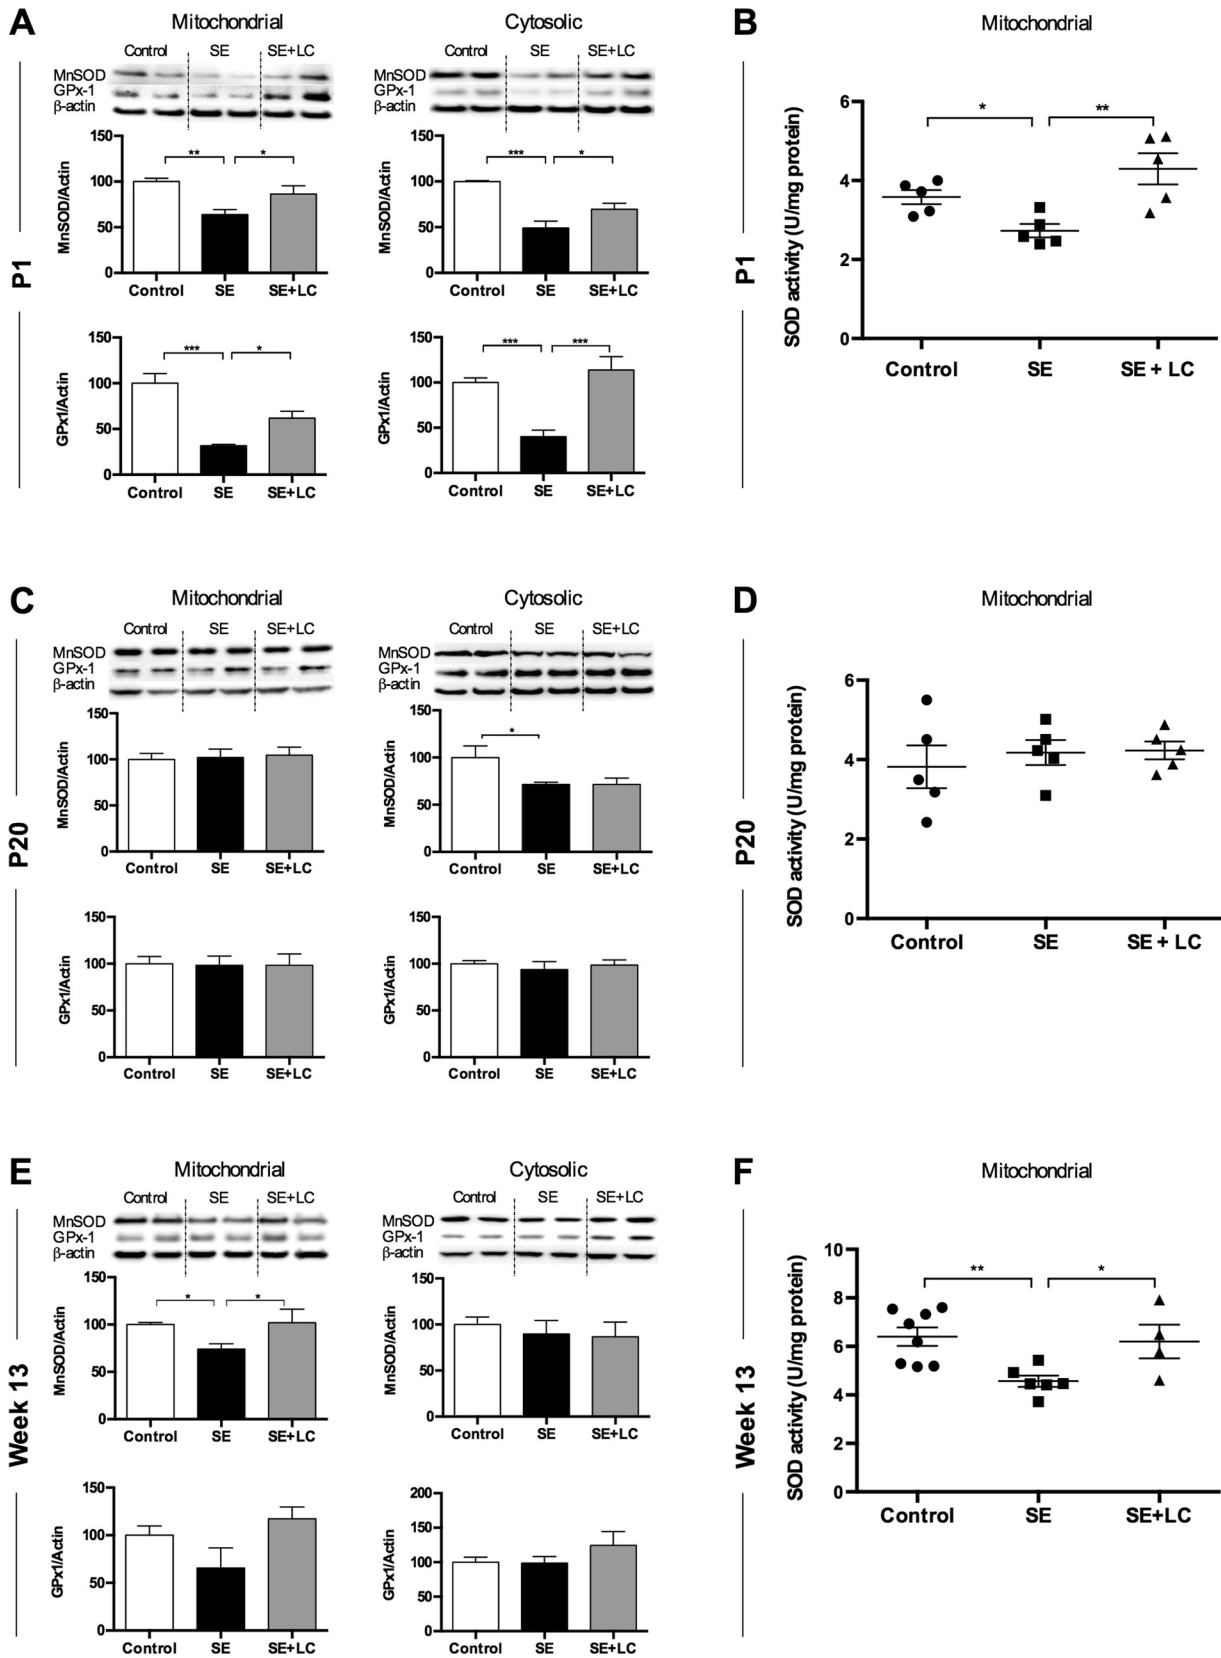 A
Mitochondrial
Cytosolic
Control SE SE+LC
Control SE SE+LC
MnSOD
GPx-1
β-actin
MnSOD
GPx-1
β-actin
P1
150
100
50
0
MnSOD/Actin
** *
Control SE SE+LC
150
100
50
0
MnSOD/Actin
*** *
Control SE SE+LC
150
100
50
0
GPx1/Actin
*** *
Control SE SE+LC
150
100
50
0
GPx1/Actin
*** ***
Control SE SE+LC
B
Mitochondrial
P1
6
4
2
0
SOD activity (U/mg protein)
* **
Control SE SE + LC
C
Mitochondrial
Cytosolic
Control SE SE+LC
Control SE SE+LC
MnSOD
GPx-1
β-actin
MnSOD
GPx-1
β-actin
P20
150
100
50
0
MnSOD/Actin
Control SE SE+LC
150
100
50
0
MnSOD/Actin
*
Control SE SE+LC
150
100
50
0
GPx1/Actin
Control SE SE+LC
150
100
50
0
GPx1/Actin
Control SE SE+LC
D
Mitochondrial
P20
6
4
2
0
SOD activity (U/mg protein)
Control SE SE + LC
E
Mitochondrial
Cytosolic
Control SE SE+LC
Control SE SE+LC
MnSOD
GPx-1
β-actin
MnSOD
GPx-1
β-actin
Week 13
150
100
50
0
MnSOD/Actin
* *
Control SE SE+LC
150
100
50
0
MnSOD/Actin
Control SE SE+LC
150
100
50
0
GPx1/Actin
Control SE SE+LC
200
150
100
50
0
GPx1/Actin
Control SE SE+LC
F
Mitochondrial
Week 13
10
8
6
4
2
0
SOD activity (U/mg protein)
** *
Control SE SE+LC